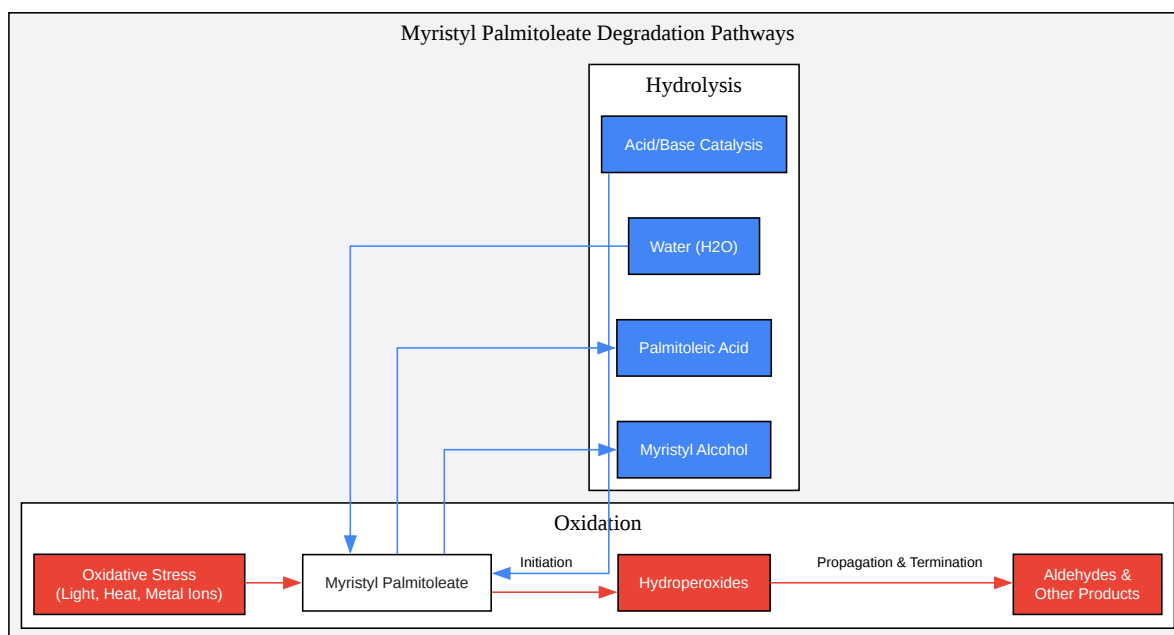 Myristyl Palmitoleate Degradation Pathways
Hydrolysis
Acid/Base Catalysis
Water (H2O)
Palmitoleic Acid
Myristyl Alcohol
Oxidation
Oxidative Stress
(Light, Heat, Metal Ions)
Myristyl Palmitoleate
Initiation
Hydroperoxides
Propagation & Termination
Aldehydes &
Other Products